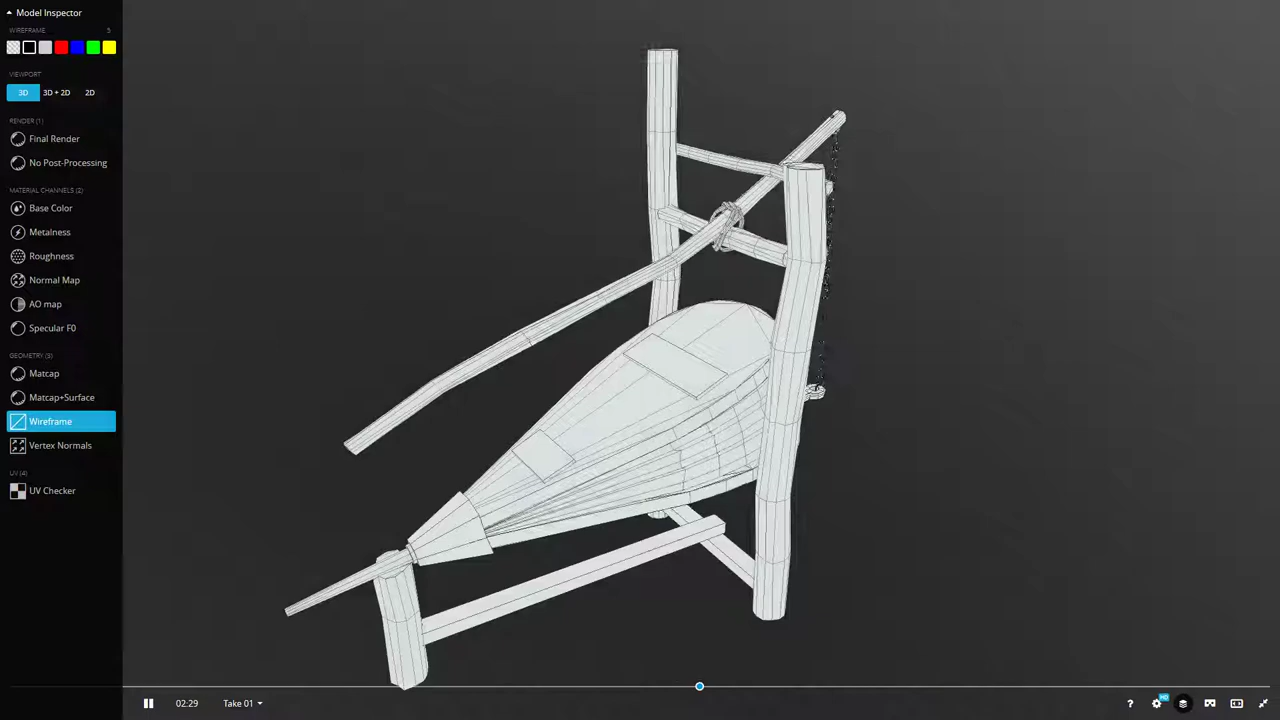 Model Inspector
WIREFRAME 5
VIEWPORT
3D 3D + 2D 2D
RENDER (1)
Final Render
No Post-Processing
MATERIAL CHANNELS (2)
Base Color
Metalness
Roughness
Normal Map
AO map
Specular F0
GEOMETRY (3)
Matcap
Matcap+Surface
Wireframe
Vertex Normals
UV (4)
UV Checker
02:29 Take 01 ? HD